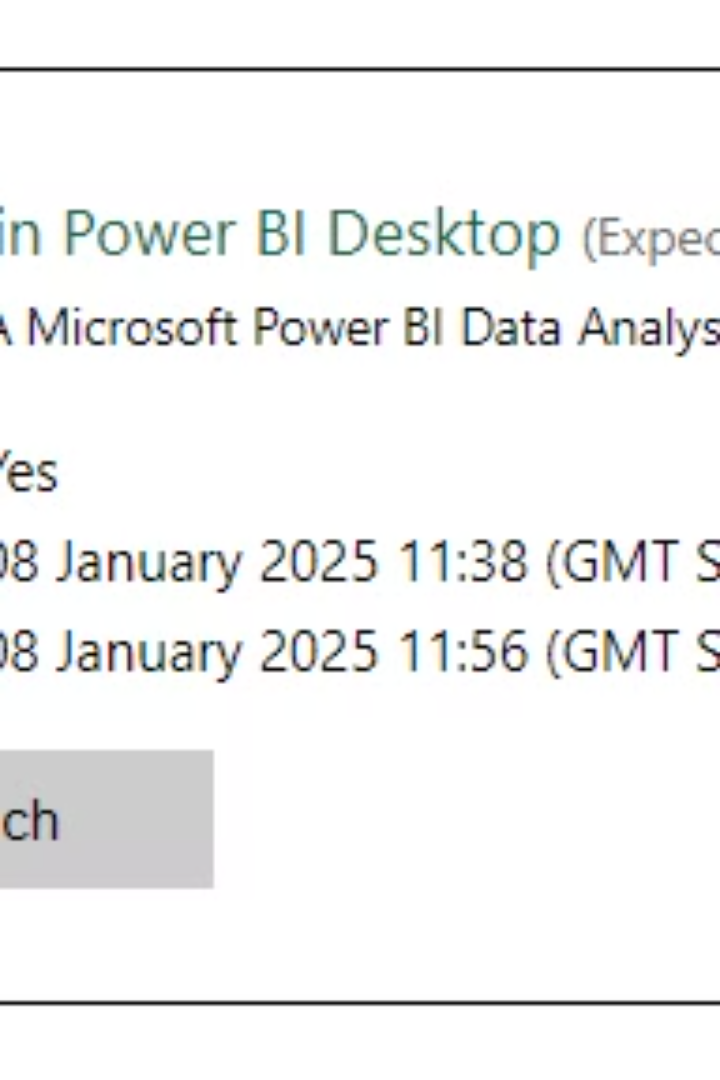 in Power BI Desktop (Expec
A Microsoft Power BI Data Analys
Yes
08 January 2025 11:38 (GMT S
08 January 2025 11:56 (GMT S
ch